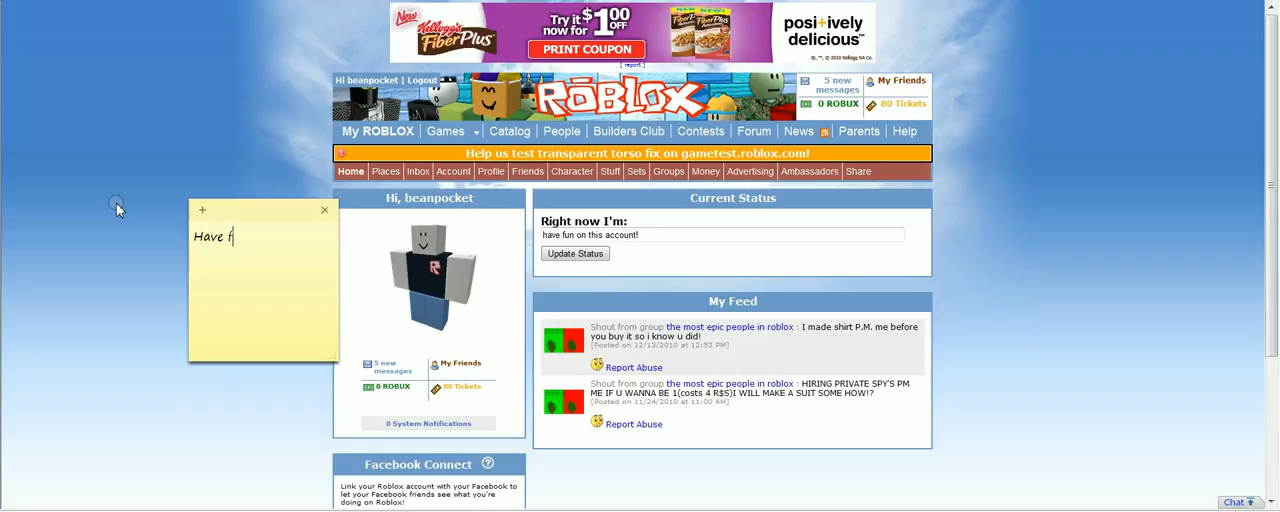 New
Kellogg's
FiberPlus
Try it now for $1.00 OFF
PRINT COUPON
NEW!
NEW!
posi+ively
delicious™
[ report ]
Hi beanpocket | Logout
ROBLOX
5 new messages
My Friends
0 ROBUX
80 Tickets
My ROBLOX | Games | Catalog | People | Builders Club | Contests | Forum | News | Parents | Help
Help us test transparent torso fix on gametest.roblox.com!
Home | Places | Inbox | Account | Profile | Friends | Character | Stuff | Sets | Groups | Money | Advertising | Ambassadors | Share
+ ×
Have f
Hi, beanpocket
R
5 new messages
My Friends
0 ROBUX
80 Tickets
0 System Notifications
Facebook Connect ?
Link your Roblox account with your Facebook to
let your Facebook friends see what you're
doing on Roblox!
Current Status
Right now I'm:
have fun on this account!
Update Status
My Feed
Shout from group the most epic people in roblox : I made shirt P.M. me before
you buy it so i know u did!
[Posted on 12/13/2010 at 12:53 PM]
Report Abuse
Shout from group the most epic people in roblox : HIRING PRIVATE SPY'S PM
ME IF U WANNA BE 1(costs 4 R$S)I WILL MAKE A SUIT SOME HOW!?
[Posted on 11/24/2010 at 11:00 AM]
Report Abuse
Chat